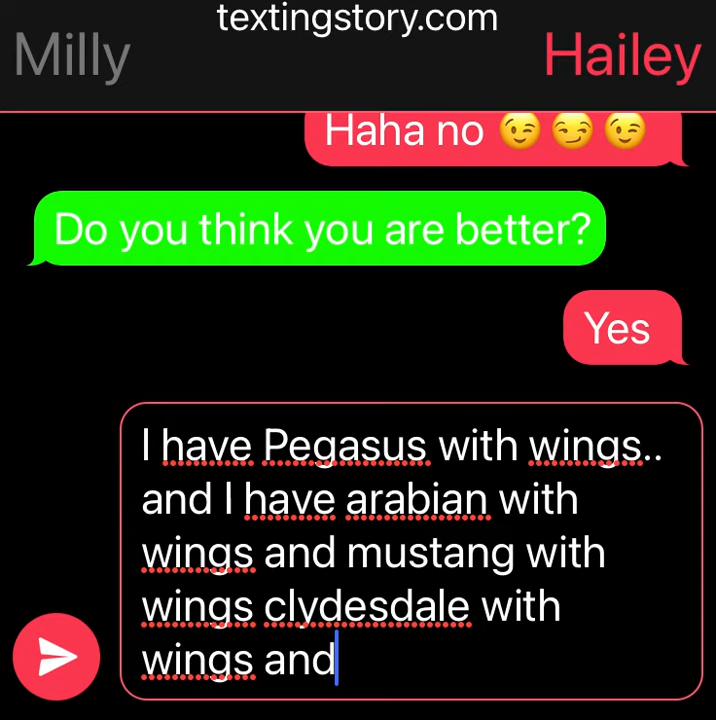 textingstory.com
Milly
Hailey
Haha no 😉 😏 😉
Do you think you are better?
Yes
I have Pegasus with wings..
and I have arabian with
wings and mustang with
wings clydesdale with
wings and